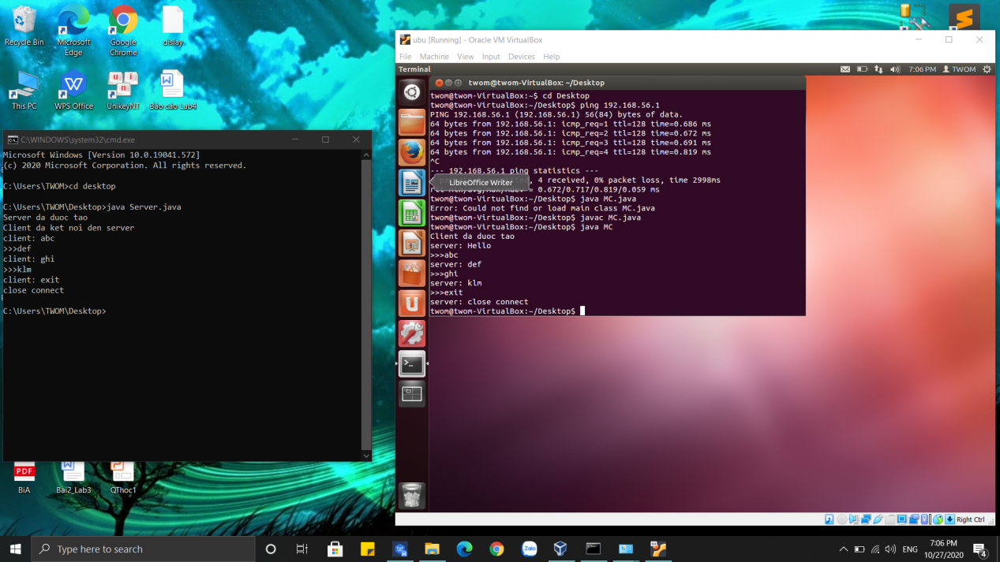 Recycle Bin
Microsoft Edge
Google Chrome
dlslay
This PC
WPS Office
UnikeyNT
Báo cáo Lab4
C:\WINDOWS\system32\cmd.exe
Microsoft Windows [Version 10.0.19041.572]
(c) 2020 Microsoft Corporation. All rights reserved.
C:\Users\TWOM>cd desktop
C:\Users\TWOM\Desktop>java Server.java
Server da duoc tao
Client da ket noi den server
client: abc
>>>def
client: ghi
>>>klm
client: exit
close connect
C:\Users\TWOM\Desktop>
PDF
BiA
Bai2_Lab3
QThoc1
ubu [Running] - Oracle VM VirtualBox
File Machine View Input Devices Help
Terminal
7:06 PM TWOM
twom@twom-VirtualBox: ~/Desktop
twom@twom-VirtualBox:~$ cd Desktop
twom@twom-VirtualBox:~/Desktop$ ping 192.168.56.1
PING 192.168.56.1 (192.168.56.1) 56(84) bytes of data.
64 bytes from 192.168.56.1: icmp_req=1 ttl=128 time=0.686 ms
64 bytes from 192.168.56.1: icmp_req=2 ttl=128 time=0.672 ms
64 bytes from 192.168.56.1: icmp_req=3 ttl=128 time=0.691 ms
64 bytes from 192.168.56.1: icmp_req=4 ttl=128 time=0.819 ms
^C
--- 192.168.56.1 ping statistics ---
, 4 received, 0% packet loss, time 2998ms
LibreOffice Writer
= 0.672/0.717/0.819/0.059 ms
twom@twom-VirtualBox:~/Desktop$ java MC.java
Error: Could not find or load main class MC.java
twom@twom-VirtualBox:~/Desktop$ javac MC.java
twom@twom-VirtualBox:~/Desktop$ java MC
Client da duoc tao
server: Hello
>>>abc
server: def
>>>ghi
server: klm
>>>exit
server: close connect
twom@twom-VirtualBox:~/Desktop$
Right Ctrl
Type here to search
Zalo
ENG
7:06 PM
10/27/2020
4